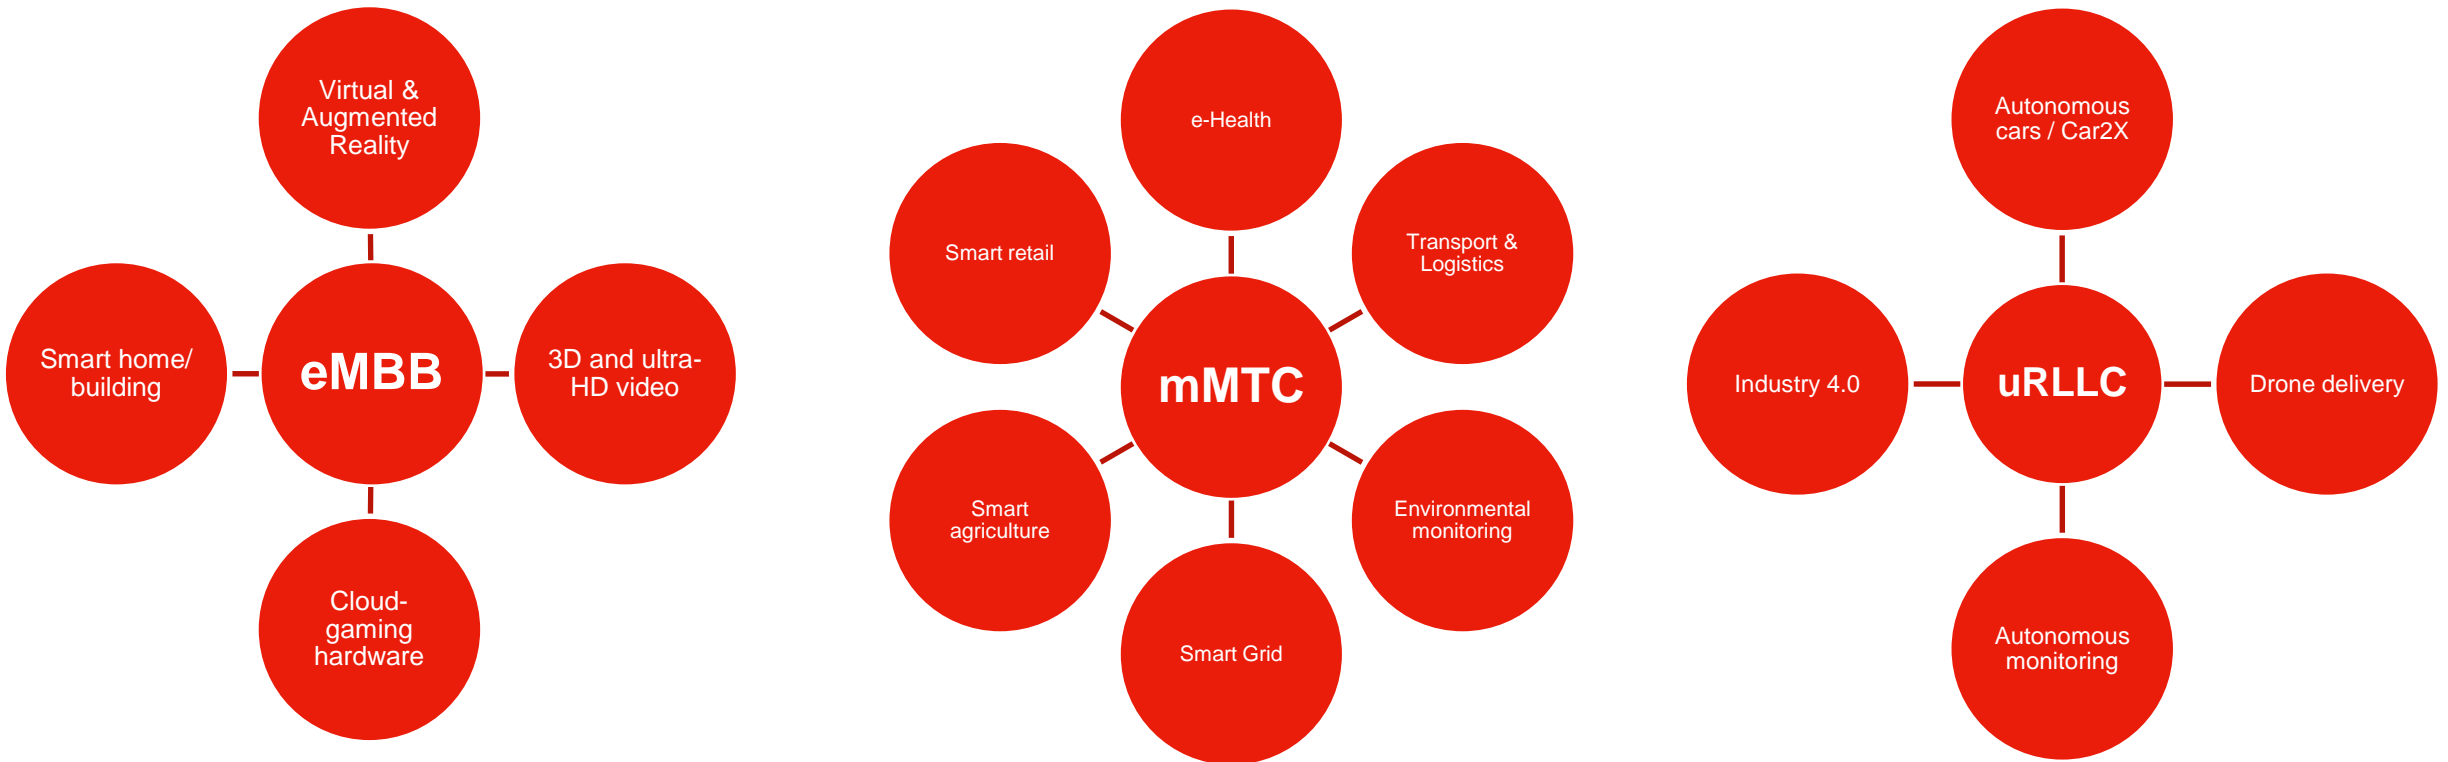 Virtual &
Augmented
Reality
Smart home/
building
eMBB
3D and ultra-
HD video
Cloud-
gaming
hardware
e-Health
Smart retail
Transport &
Logistics
mMTC
Smart
agriculture
Environmental
monitoring
Smart Grid
Autonomous
cars / Car2X
Industry 4.0
uRLLC
Drone delivery
Autonomous
monitoring